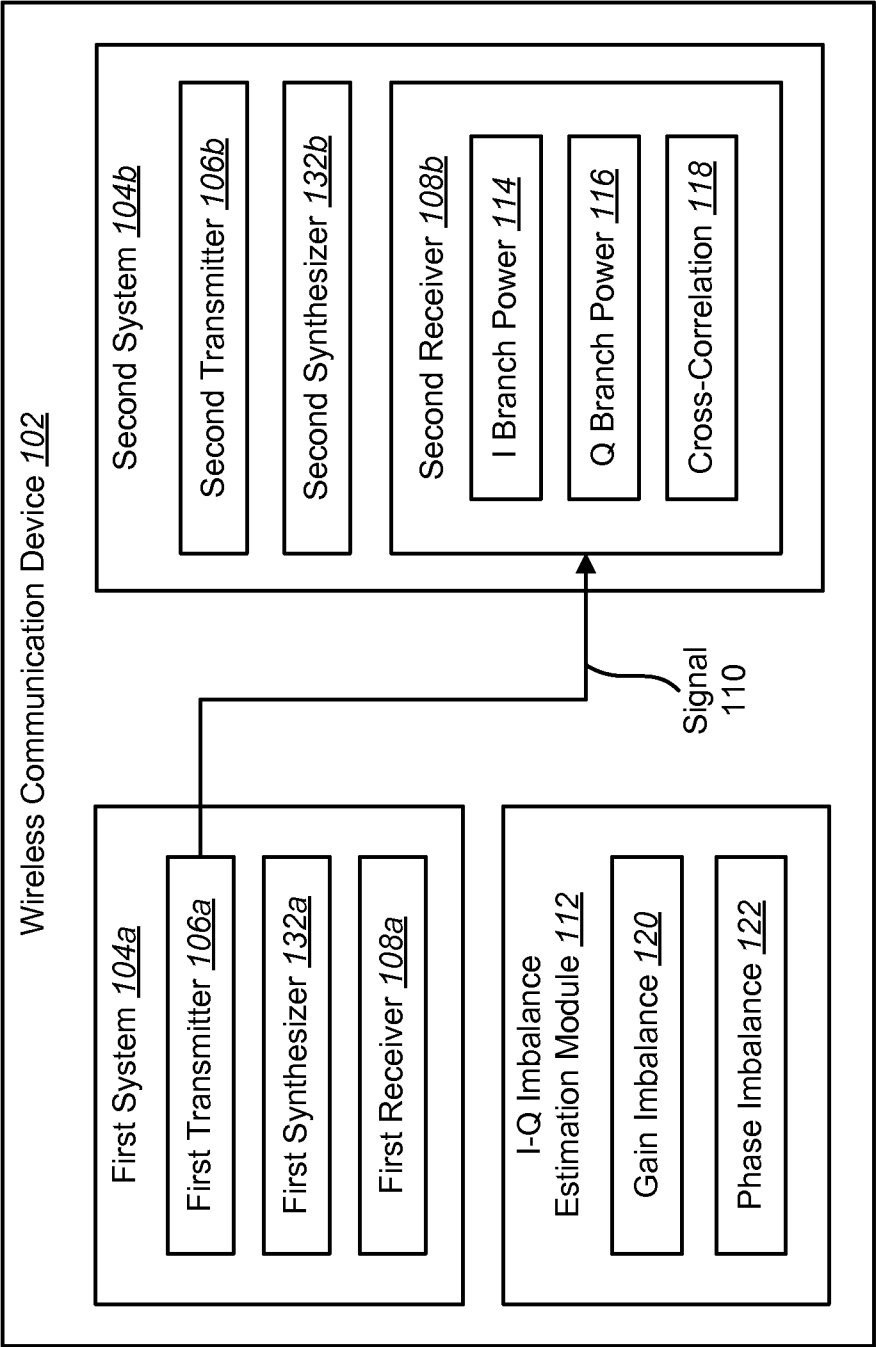 Wireless Communication Device 102
First System 104a
First Transmitter 106a
First Synthesizer 132a
First Receiver 108a
I-Q Imbalance
Estimation Module 112
Gain Imbalance 120
Phase Imbalance 122
Signal
110
Second System 104b
Second Transmitter 106b
Second Synthesizer 132b
Second Receiver 108b
I Branch Power 114
Q Branch Power 116
Cross-Correlation 118